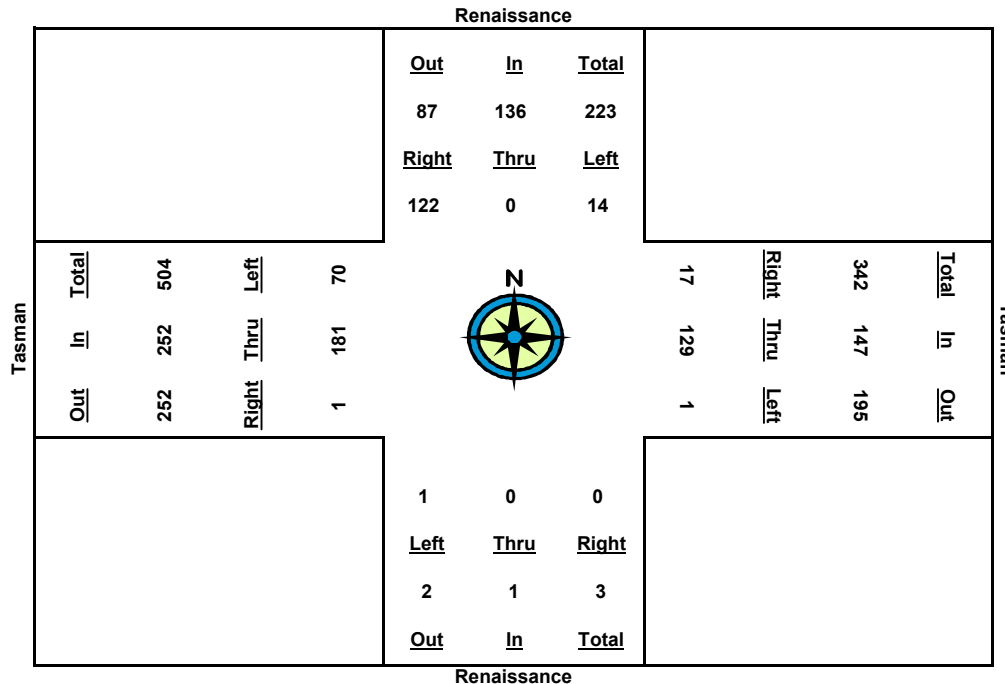 Renaissance
Out In Total
87 136 223
Right Thru Left
122 0 14
Tasman
Total 504 Left 70
In 252 Thru 181
Out 252 Right 1
N
17 Right 342 Total
129 Thru 147 In
1 Left 195 Out
Tasman
1 0 0
Left Thru Right
2 1 3
Out In Total
Renaissance